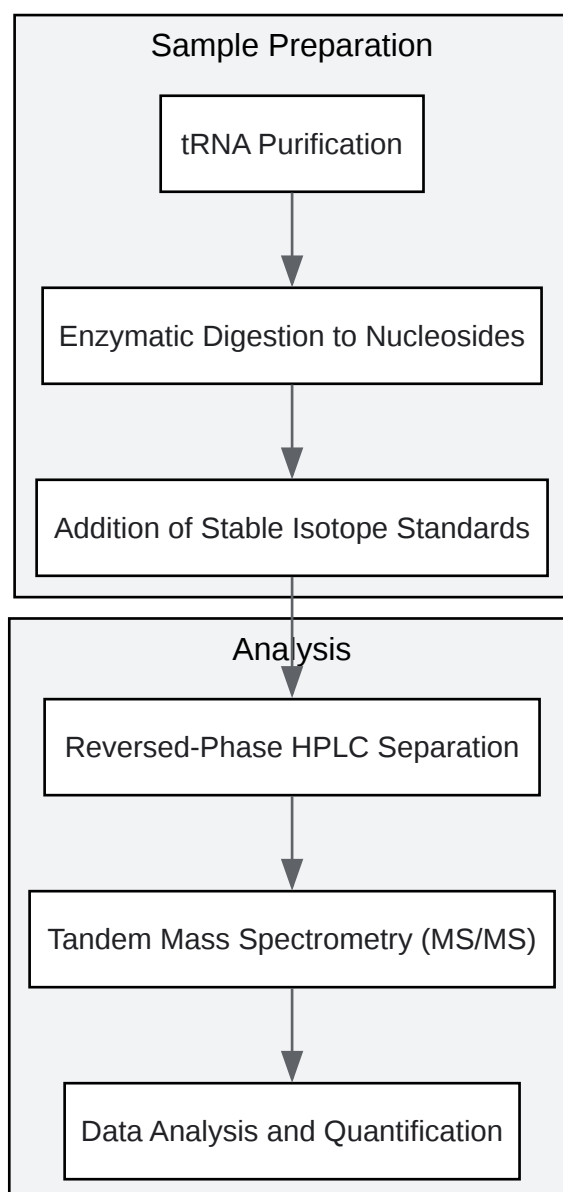 Sample Preparation
tRNA Purification
Enzymatic Digestion to Nucleosides
Addition of Stable Isotope Standards
Analysis
Reversed-Phase HPLC Separation
Tandem Mass Spectrometry (MS/MS)
Data Analysis and Quantification